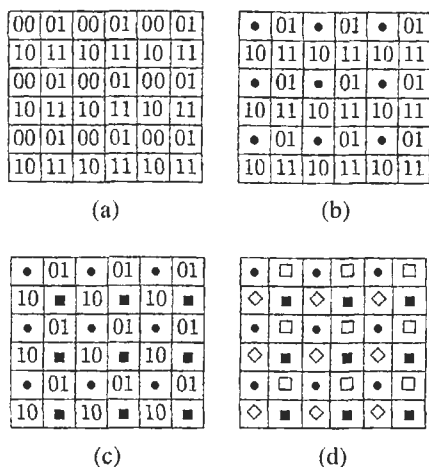 00 01 00 01 00 01
10 11 10 11 10 11
00 01 00 01 00 01
10 11 10 11 10 11
00 01 00 01 00 01
10 11 10 11 10 11
(a)
● 01 ● 01 ● 01
10 11 10 11 10 11
● 01 ● 01 ● 01
10 11 10 11 10 11
● 01 ● 01 ● 01
10 11 10 11 10 11
(b)
● 01 ● 01 ● 01
10 ■ 10 ■ 10 ■
● 01 ● 01 ● 01
10 ■ 10 ■ 10 ■
● 01 ● 01 ● 01
10 ■ 10 ■ 10 ■
(c)
● □ ● □ ● □
◇ ■ ◇ ■ ◇ ■
● □ ● □ ● □
◇ ■ ◇ ■ ◇ ■
● □ ● □ ● □
◇ ■ ◇ ■ ◇ ■
(d)